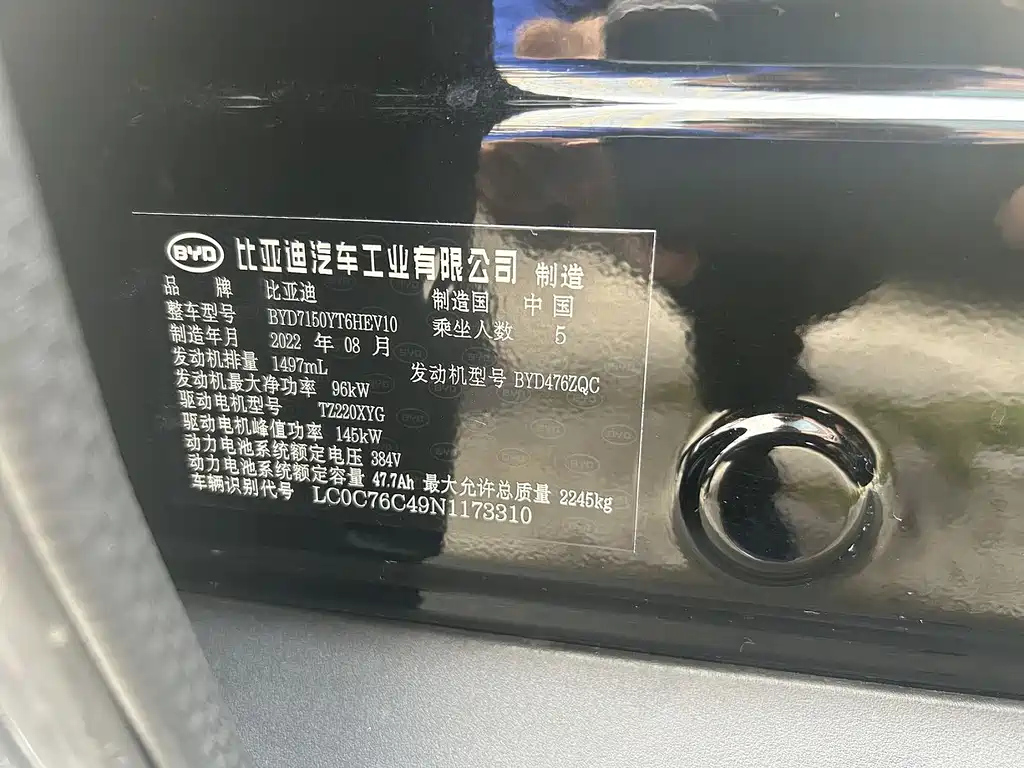 BYD 比亚迪汽车工业有限公司 制造
品 牌 比亚迪 制造国 中 国
整车型号 BYD7150YT6HEV10 乘坐人数 5
制造年月 2022 年 08 月
发动机排量 1497mL 发动机型号 BYD476ZQC
发动机最大净功率 96kW
驱动电机型号 TZ220XYG
驱动电机峰值功率 145kW
动力电池系统额定电压 384V
动力电池系统额定容量 47.7Ah 最大允许总质量 2245kg
车辆识别代号 LC0C76C49N1173310